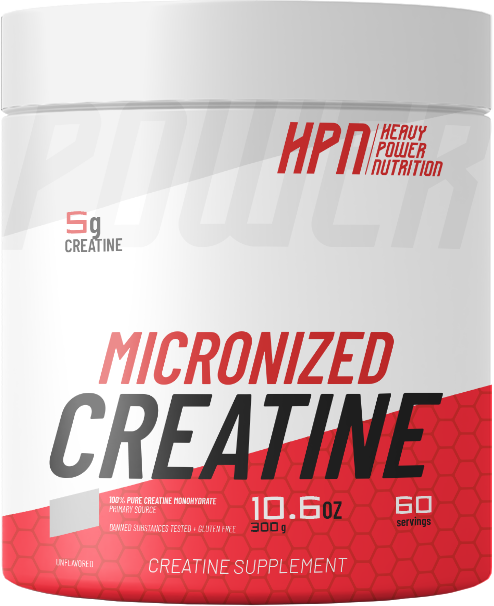 POWER
HPN
HEAVY
POWER
NUTRITION
5g
CREATINE
MICRONIZED
CREATINE
100% PURE CREATINE MONOHYDRATE
PRIMARY SOURCE
BANNED SUBSTANCES TESTED + GLUTEN FREE
10.6OZ
300g
60
servings
UNFLAVORED
CREATINE SUPPLEMENT